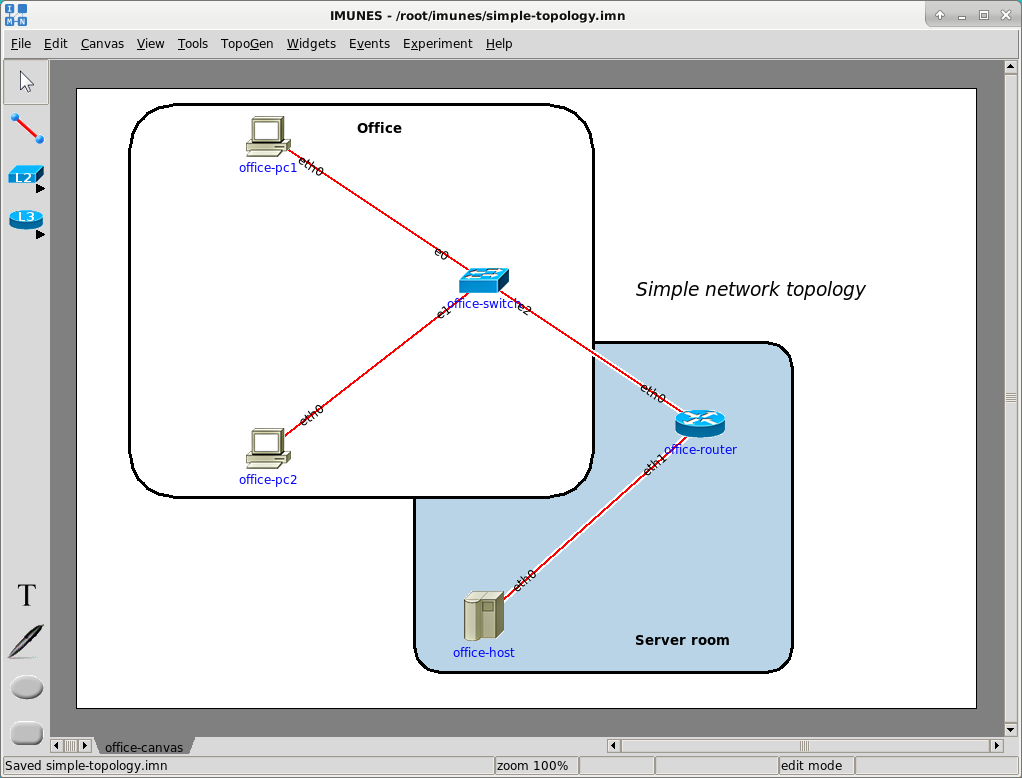 IMUNES - /root/imunes/simple-topology.imn
File Edit Canvas View Tools TopoGen Widgets Events Experiment Help
Office
office-pc1
eth0
e0
L2
L3
office-switch
e1
e2
Simple network topology
eth0
eth0
office-router
eth1
office-pc2
eth0
T
Server room
office-host
office-canvas
Saved simple-topology.imn
zoom 100%
edit mode